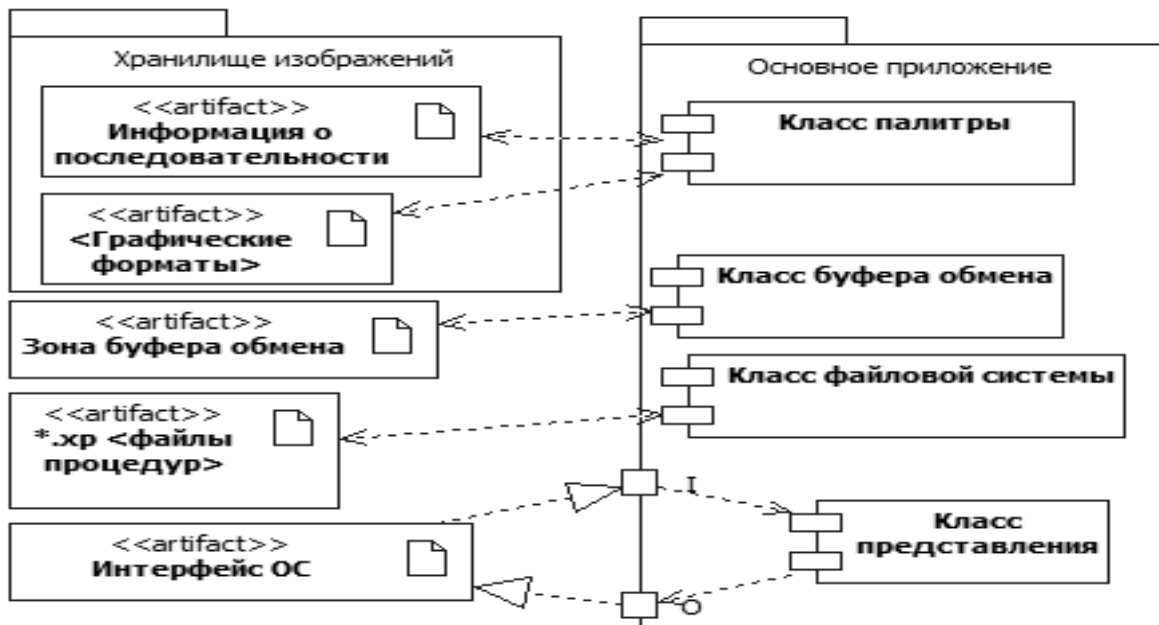 Хранилище изображений
<<artifact>>
Информация о
последовательности
<<artifact>>
<Графические
форматы>
<<artifact>>
Зона буфера обмена
<<artifact>>
*.xp <файлы
процедур>
<<artifact>>
Интерфейс ОС
Основное приложение
Класс палитры
Класс буфера обмена
Класс файловой системы
I
Класс
представления
O